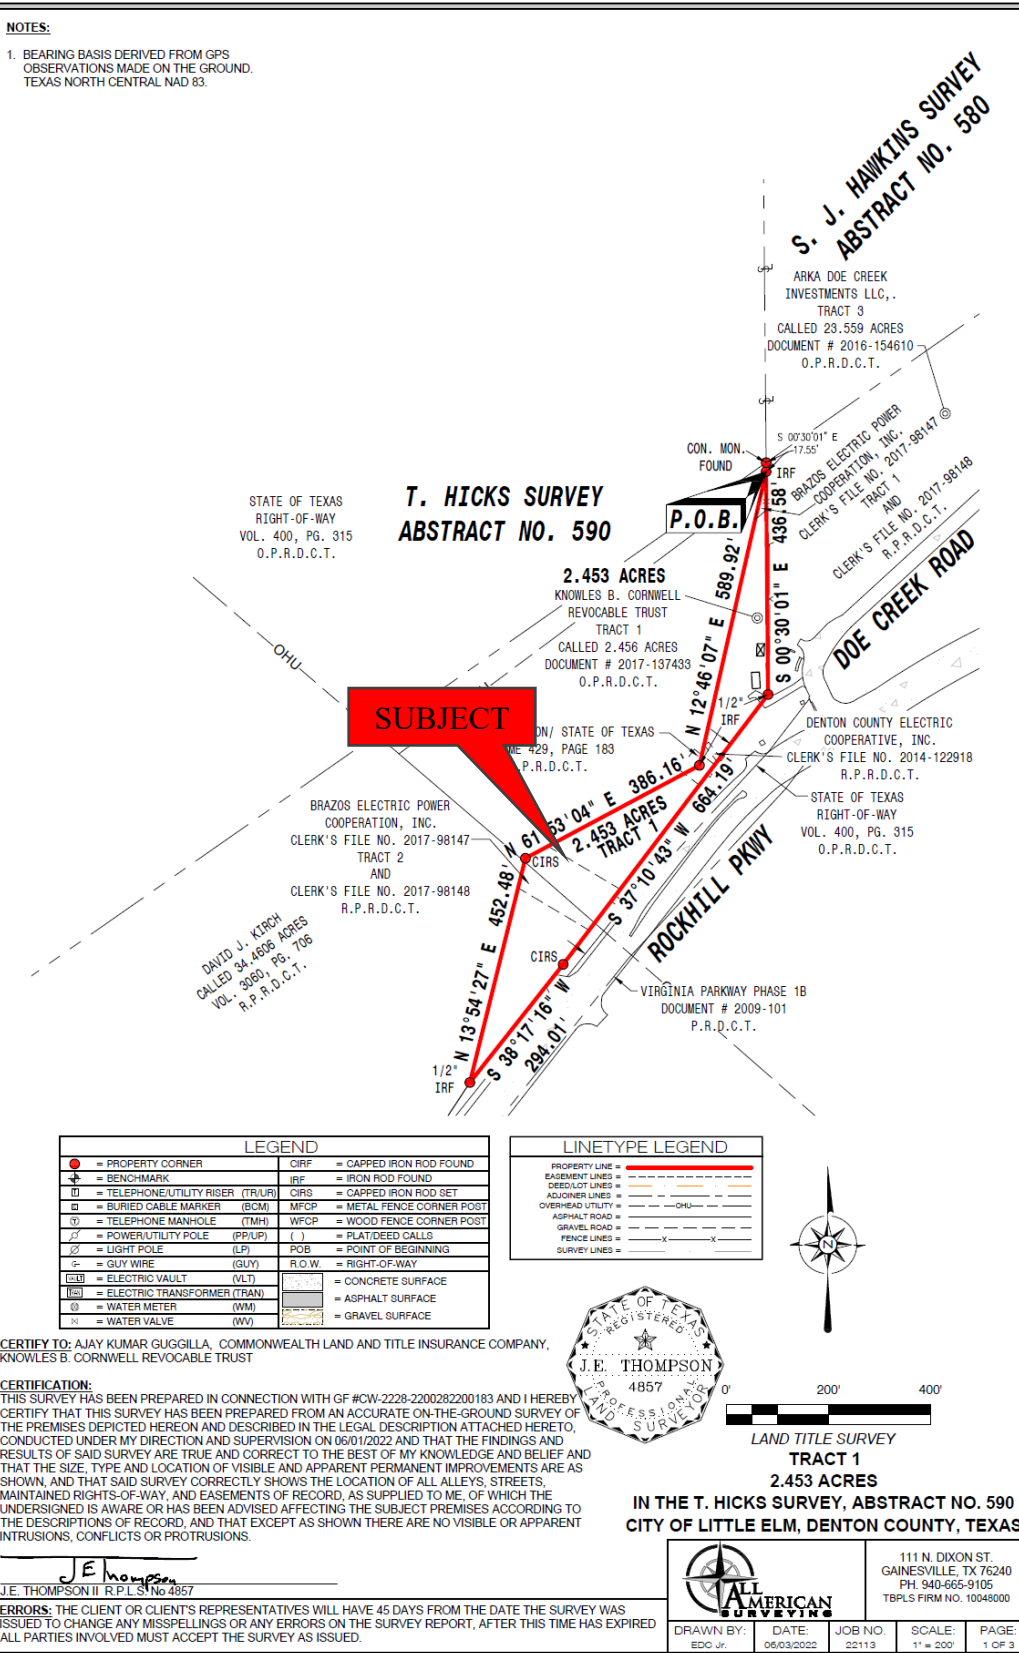 NOTES:
1. BEARING BASIS DERIVED FROM GPS
OBSERVATIONS MADE ON THE GROUND.
TEXAS NORTH CENTRAL NAD 83.
S. J. HAWKINS SURVEY
ABSTRACT NO. 580
ARKA DOE CREEK
INVESTMENTS LLC,.
TRACT 3
CALLED 23.559 ACRES
DOCUMENT # 2016-154610
O.P.R.D.C.T.
S 00°30'01" E
17.55'
CON. MON.
FOUND
IRF
BRAZOS ELECTRIC POWER
COOPERATION, INC.
CLERK'S FILE NO. 2017-98147
TRACT 1
AND
CLERK'S FILE NO. 2017-98148
R.P.R.D.C.T.
STATE OF TEXAS
RIGHT-OF-WAY
VOL. 400, PG. 315
O.P.R.D.C.T.
T. HICKS SURVEY
ABSTRACT NO. 590
P.O.B.
S 00°30'01" E 436.58'
N 12°46'07" E 589.92'
DOE CREEK ROAD
2.453 ACRES
KNOWLES B. CORNWELL
REVOCABLE TRUST
TRACT 1
CALLED 2.456 ACRES
DOCUMENT # 2017-137433
O.P.R.D.C.T.
OHU
SUBJECT
1/2"
IRF
ON/ STATE OF TEXAS
ME 429, PAGE 183
P.R.D.C.T.
DENTON COUNTY ELECTRIC
COOPERATIVE, INC.
CLERK'S FILE NO. 2014-122918
R.P.R.D.C.T.
STATE OF TEXAS
RIGHT-OF-WAY
VOL. 400, PG. 315
O.P.R.D.C.T.
N 61°53'04" E 386.16'
2.453 ACRES
TRACT 1
S 37°10'43" W 664.19'
BRAZOS ELECTRIC POWER
COOPERATION, INC.
CLERK'S FILE NO. 2017-98147
TRACT 2
AND
CLERK'S FILE NO. 2017-98148
R.P.R.D.C.T.
CIRS
ROCKHILL PKWY
DAVID J. KIRCH
CALLED 34.4606 ACRES
VOL. 3060, PG. 706
R.P.R.D.C.T.
N 13°54'27" E 452.48'
CIRS
VIRGINIA PARKWAY PHASE 1B
DOCUMENT # 2009-101
P.R.D.C.T.
S 38°17'16" W
294.01'
1/2"
IRF
LEGEND
= PROPERTY CORNER CIRF = CAPPED IRON ROD FOUND
= BENCHMARK IRF = IRON ROD FOUND
= TELEPHONE/UTILITY RISER (TR/UR) CIRS = CAPPED IRON ROD SET
= BURIED CABLE MARKER (BCM) MFCP = METAL FENCE CORNER POST
= TELEPHONE MANHOLE (TMH) WFCP = WOOD FENCE CORNER POST
= POWER/UTILITY POLE (PP/UP) ( ) = PLAT/DEED CALLS
= LIGHT POLE (LP) POB = POINT OF BEGINNING
= GUY WIRE (GUY) R.O.W. = RIGHT-OF-WAY
= ELECTRIC VAULT (VLT) = CONCRETE SURFACE
= ELECTRIC TRANSFORMER (TRAN) = ASPHALT SURFACE
= WATER METER (WM) = GRAVEL SURFACE
= WATER VALVE (WV)
LINETYPE LEGEND
PROPERTY LINE =
EASEMENT LINES =
DEED/LOT LINES =
ADJOINER LINES =
OVERHEAD UTILITY = OHU
ASPHALT ROAD =
GRAVEL ROAD =
FENCE LINES = X X
SURVEY LINES =
N
STATE OF TEXAS
REGISTERED
J.E. THOMPSON
4857
PROFESSIONAL
LAND SURVEYOR
CERTIFY TO: AJAY KUMAR GUGGILLA, COMMONWEALTH LAND AND TITLE INSURANCE COMPANY,
KNOWLES B. CORNWELL REVOCABLE TRUST
CERTIFICATION:
THIS SURVEY HAS BEEN PREPARED IN CONNECTION WITH GF #CW-2228-2200282200183 AND I HEREBY
CERTIFY THAT THIS SURVEY HAS BEEN PREPARED FROM AN ACCURATE ON-THE-GROUND SURVEY OF
THE PREMISES DEPICTED HEREON AND DESCRIBED IN THE LEGAL DESCRIPTION ATTACHED HERETO,
CONDUCTED UNDER MY DIRECTION AND SUPERVISION ON 06/01/2022 AND THAT THE FINDINGS AND
RESULTS OF SAID SURVEY ARE TRUE AND CORRECT TO THE BEST OF MY KNOWLEDGE AND BELIEF AND
THAT THE SIZE, TYPE AND LOCATION OF VISIBLE AND APPARENT PERMANENT IMPROVEMENTS ARE AS
SHOWN, AND THAT SAID SURVEY CORRECTLY SHOWS THE LOCATION OF ALL ALLEYS, STREETS,
MAINTAINED RIGHTS-OF-WAY, AND EASEMENTS OF RECORD, AS SUPPLIED TO ME, OF WHICH THE
UNDERSIGNED IS AWARE OR HAS BEEN ADVISED AFFECTING THE SUBJECT PREMISES ACCORDING TO
THE DESCRIPTIONS OF RECORD, AND THAT EXCEPT AS SHOWN THERE ARE NO VISIBLE OR APPARENT
INTRUSIONS, CONFLICTS OR PROTRUSIONS.
J E Thompson
J.E. THOMPSON II R.P.L.S. No 4857
ERRORS: THE CLIENT OR CLIENT'S REPRESENTATIVES WILL HAVE 45 DAYS FROM THE DATE THE SURVEY WAS
ISSUED TO CHANGE ANY MISSPELLINGS OR ANY ERRORS ON THE SURVEY REPORT, AFTER THIS TIME HAS EXPIRED
ALL PARTIES INVOLVED MUST ACCEPT THE SURVEY AS ISSUED.
0' 200' 400'
LAND TITLE SURVEY
TRACT 1
2.453 ACRES
IN THE T. HICKS SURVEY, ABSTRACT NO. 590
CITY OF LITTLE ELM, DENTON COUNTY, TEXAS
ALL
AMERICAN
SURVEYING
111 N. DIXON ST.
GAINESVILLE, TX 76240
PH. 940-665-9105
TBPLS FIRM NO. 10048000
DRAWN BY: DATE: JOB NO. SCALE: PAGE:
EDC Jr. 06/03/2022 22113 1" = 200' 1 OF 3